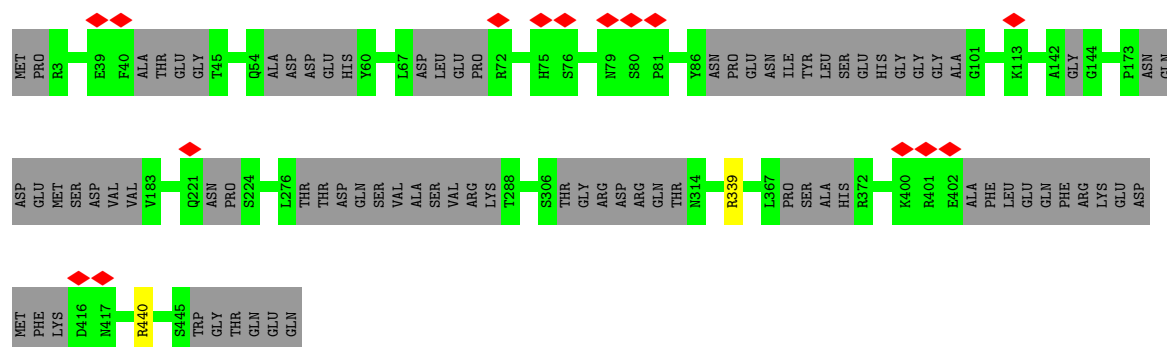 MET PRO R3 E39 F40 ALA THR GLU GLY T45 Q54 ALA ASP ASP GLU HIS Y60 L67 ASP LEU GLU PRO R72 H75 S76 N79 S80 P81 Y86 ASN PRO GLU ASN ILE TYR LEU SER GLU HIS GLY GLY GLY ALA G101 K113 A142 GLY G144 P173 ASN GLN
ASP GLU MET SER ASP VAL VAL V183 Q221 ASN PRO S224 L276 THR THR ASP GLN SER VAL ALA SER VAL ARG LYS T288 S306 THR GLY ARG ASP ARG GLN THR N314 R339 L367 PRO SER ALA HIS R372 K400 R401 E402 ALA PHE LEU GLU GLN PHE ARG LYS GLU ASP
MET PHE LYS D416 N417 R440 S445 TRP GLY THR GLN GLU GLN